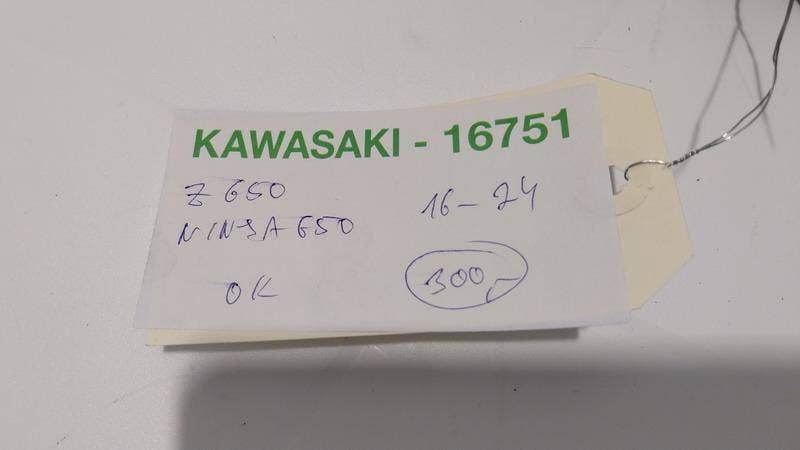 KAWASAKI - 16751
Z 650
16 - 24
NINJA 650
OK
300,-